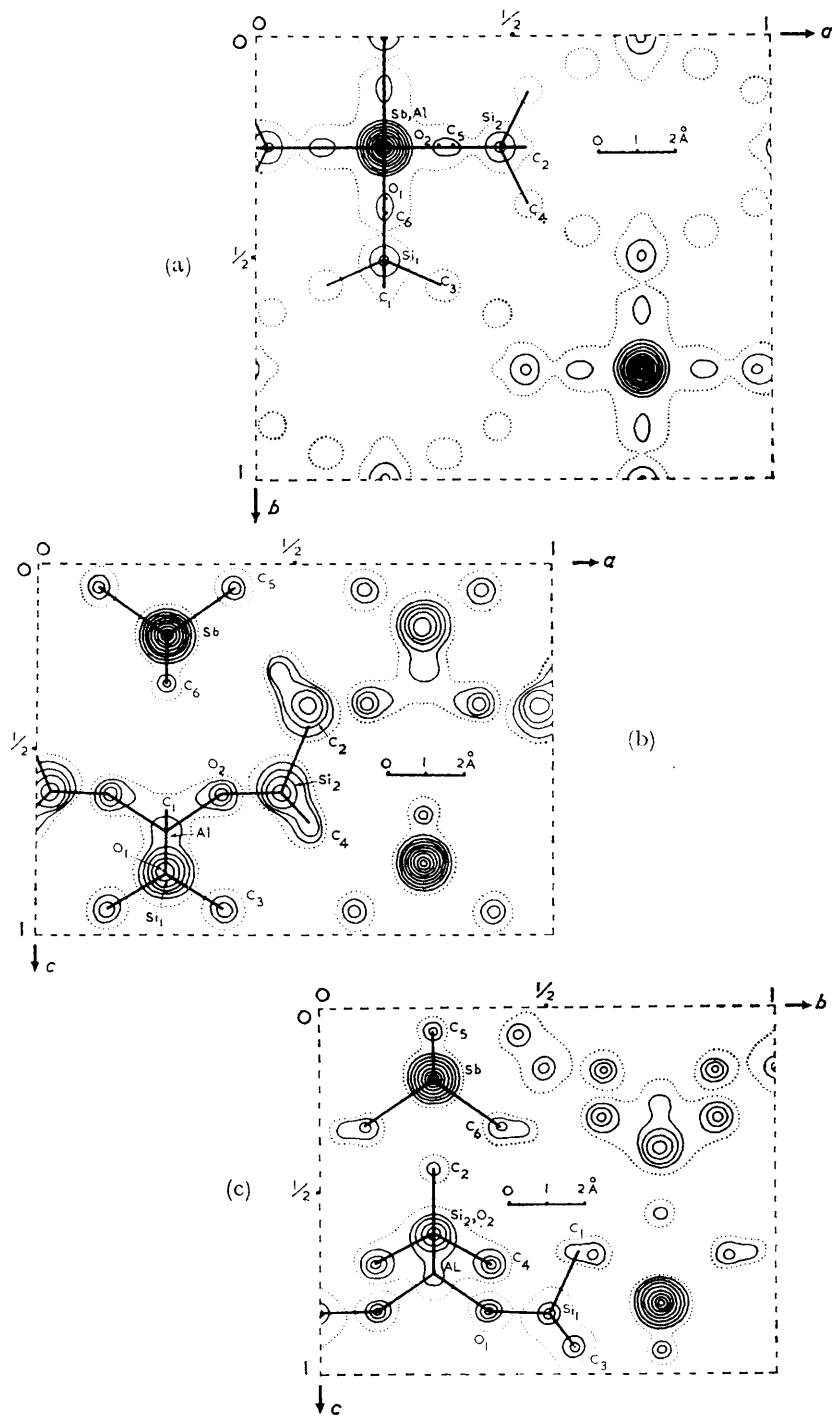 0 1/2 1 a
0
Sb,Al Si₂ 0 1 2 Å
O₂ C₅
C₂
O₁
C₆ C₄
(a) 1/2
Si₁
C₁ C₃
1
b
0 1/2 1 a
0
C₅
Sb
C₆
(b)
C₂
1/2 0 1 2 Å
O₂
Si₂
C₁
Al
C₄
O₁
C₃
Si₁
1
c
0 1/2 1 b
0
C₅
Sb
C₆
C₂
(c) 1/2 0 1 2 Å
Si₂,O₂
C₁
C₄
AL
Si₁
O₁
C₃
1
c